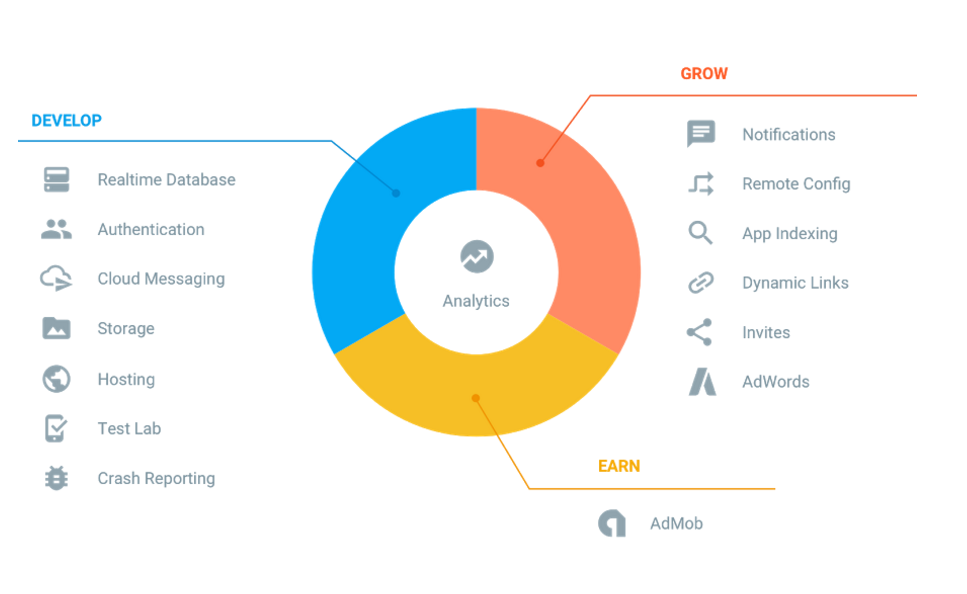 DEVELOP
Realtime Database
Authentication
Cloud Messaging
Storage
Hosting
Test Lab
Crash Reporting
Analytics
GROW
Notifications
Remote Config
App Indexing
Dynamic Links
Invites
AdWords
EARN
AdMob